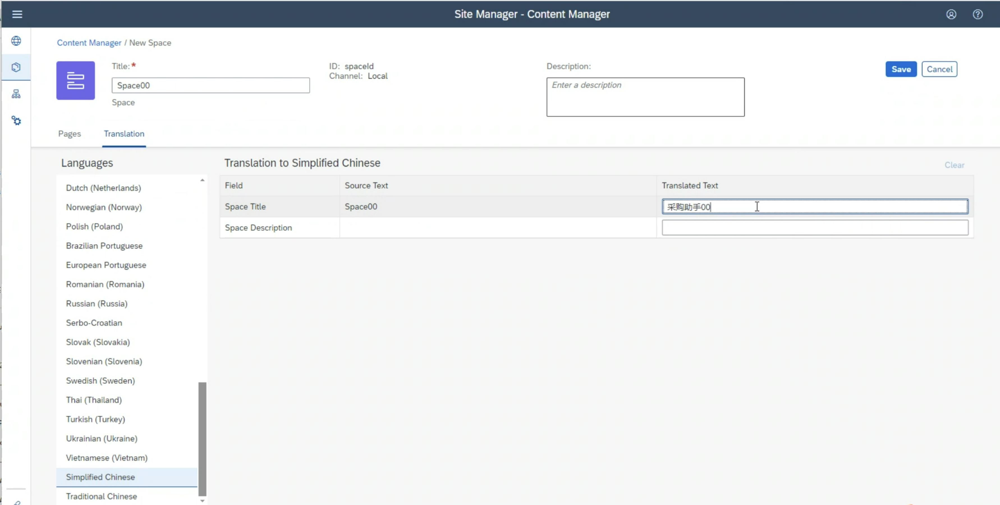 Site Manager - Content Manager
Content Manager / New Space
Title: *
Space00
Space
ID: spaceId
Channel: Local
Description:
Enter a description
Save
Cancel
Pages
Translation
Languages
Dutch (Netherlands)
Norwegian (Norway)
Polish (Poland)
Brazilian Portuguese
European Portuguese
Romanian (Romania)
Russian (Russia)
Serbo-Croatian
Slovak (Slovakia)
Slovenian (Slovenia)
Swedish (Sweden)
Thai (Thailand)
Turkish (Turkey)
Ukrainian (Ukraine)
Vietnamese (Vietnam)
Simplified Chinese
Traditional Chinese
Translation to Simplified Chinese
Clear
Field Source Text Translated Text
Space Title Space00 采购助手00
Space Description